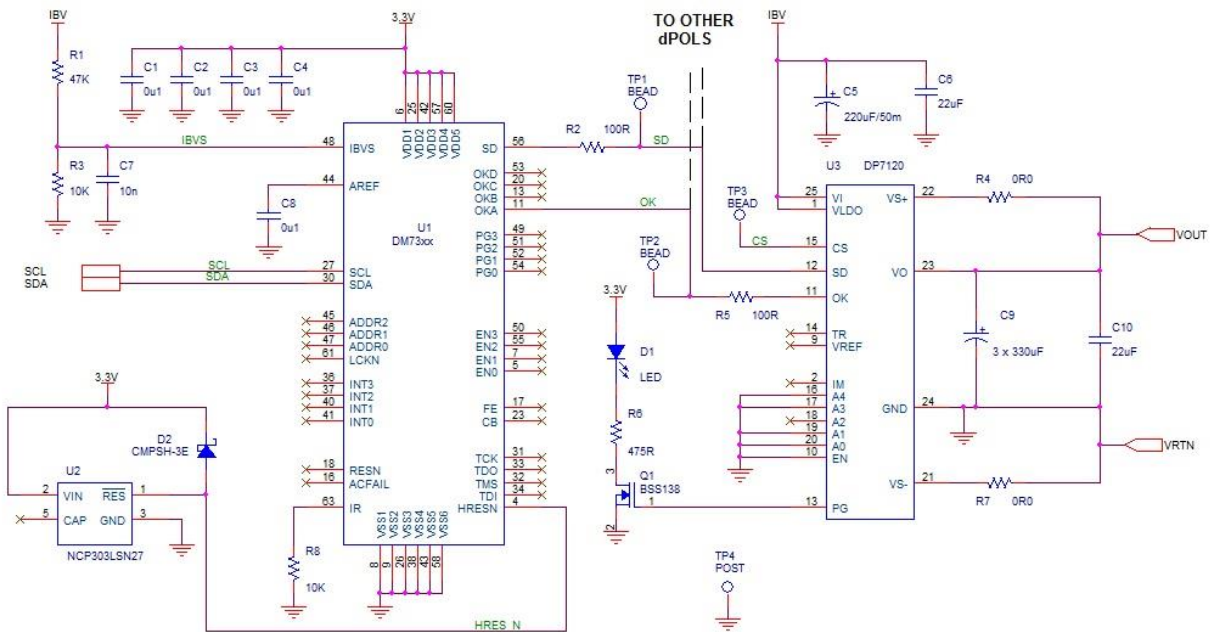 IBV
3.3V
TO OTHER
dPOLS
IBV
R1
47K
C1
0u1
C2
0u1
C3
0u1
C4
0u1
TP1
BEAD
C5
220uF/50m
C6
22uF
6
25
42
57
60
VDD1
VDD2
VDD3
VDD4
VDD5
IBVS
48
IBVS
SD
56
R2
100R
SD
U3
DP7120
R3
10K
C7
10n
44
AREF
OKD
53
OKC
20
OKB
13
OKA
11
OK
C8
0u1
U1
DM73xx
PG3
49
PG2
51
PG1
52
PG0
54
TP3
BEAD
CS
TP2
BEAD
25
VI
1
VLDO
VS+
22
R4
0R0
VOUT
15
CS
SCL
SDA
SCL
27
SCL
SDA
30
SDA
12
SD
VO
23
R5
100R
11
OK
3.3V
45
ADDR2
46
ADDR1
47
ADDR0
61
LCKN
EN3
50
EN2
55
EN1
7
EN0
5
14
TR
9
VREF
C9
3 x 330uF
C10
22uF
D1
LED
36
INT3
37
INT2
40
INT1
41
INT0
FE
17
CB
23
2
IM
16
A4
17
A3
18
A2
19
A1
20
A0
10
EN
GND
24
VRTN
3.3V
R6
475R
D2
CMPSH-3E
TCK
31
TDO
33
TMS
32
TDI
34
HRESN
4
18
RESN
16
ACFAIL
63
IR
3
Q1
BSS138
1
2
VS-
21
R7
0R0
13
PG
U2
2
VIN
RES
1
5
CAP
GND
3
NCP303LSN27
VSS1
VSS2
VSS3
VSS4
VSS5
VSS6
8
9
26
38
43
58
R8
10K
TP4
POST
HRES_N